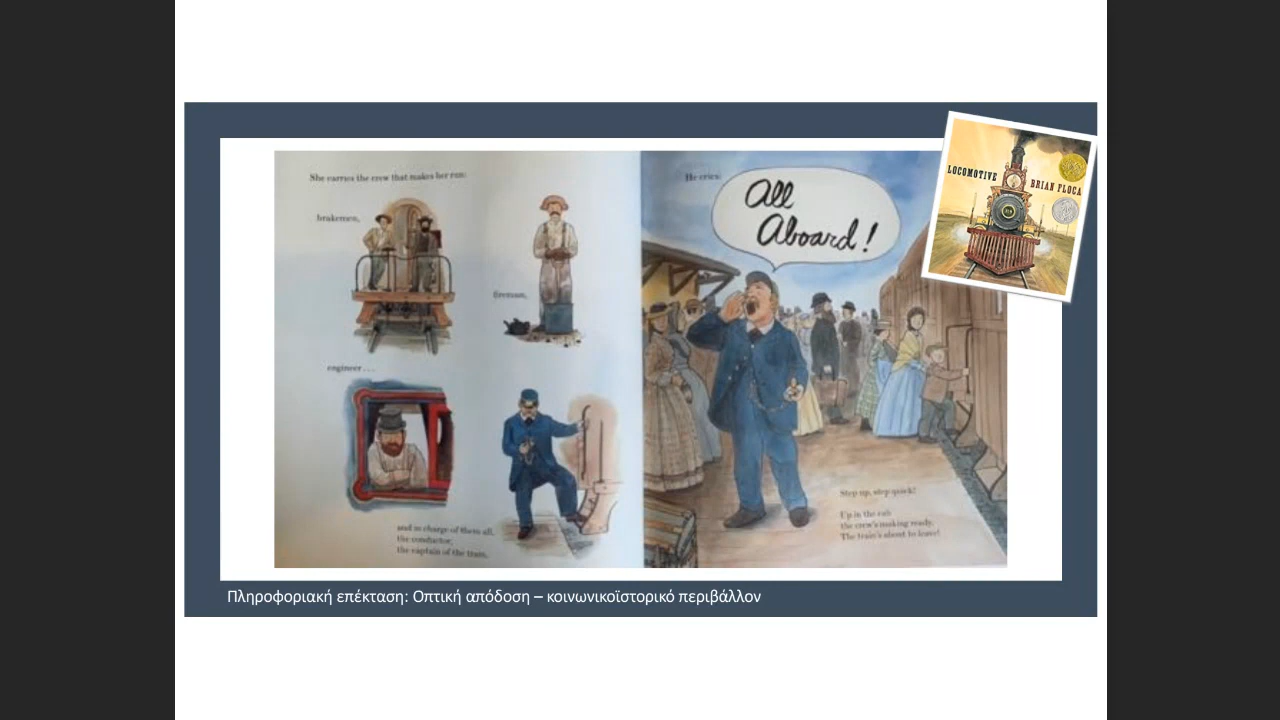 She carries the crew that makes her run:
brakemen,
fireman,
engineer . . .
and in charge of them all,
the conductor,
the captain of the train.
He cries:
All
Aboard!
Step up, step quick!
Up in the cab
the crew's making ready.
The train's about to leave!
LOCOMOTIVE
BRIAN FLOCA
Πληροφοριακή επέκταση: Οπτική απόδοση – κοινωνικοϊστορικό περιβάλλον